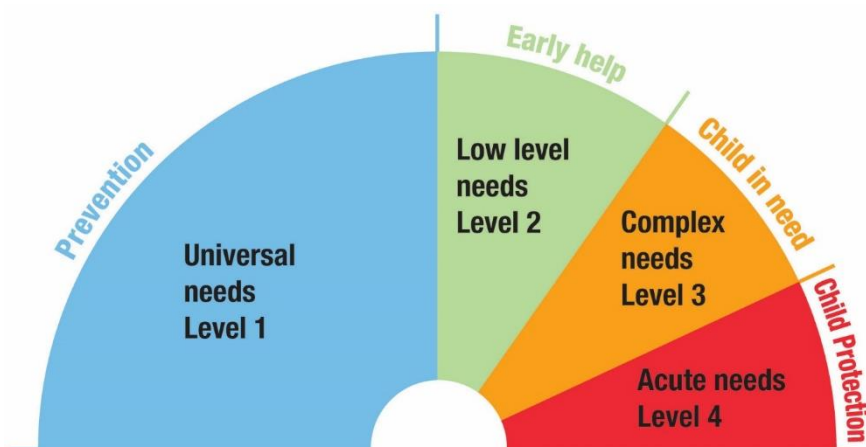 Prevention
Universal
needs
Level 1
Early help
Low level
needs
Level 2
Child in need
Complex
needs
Level 3
Child Protection
Acute needs
Level 4